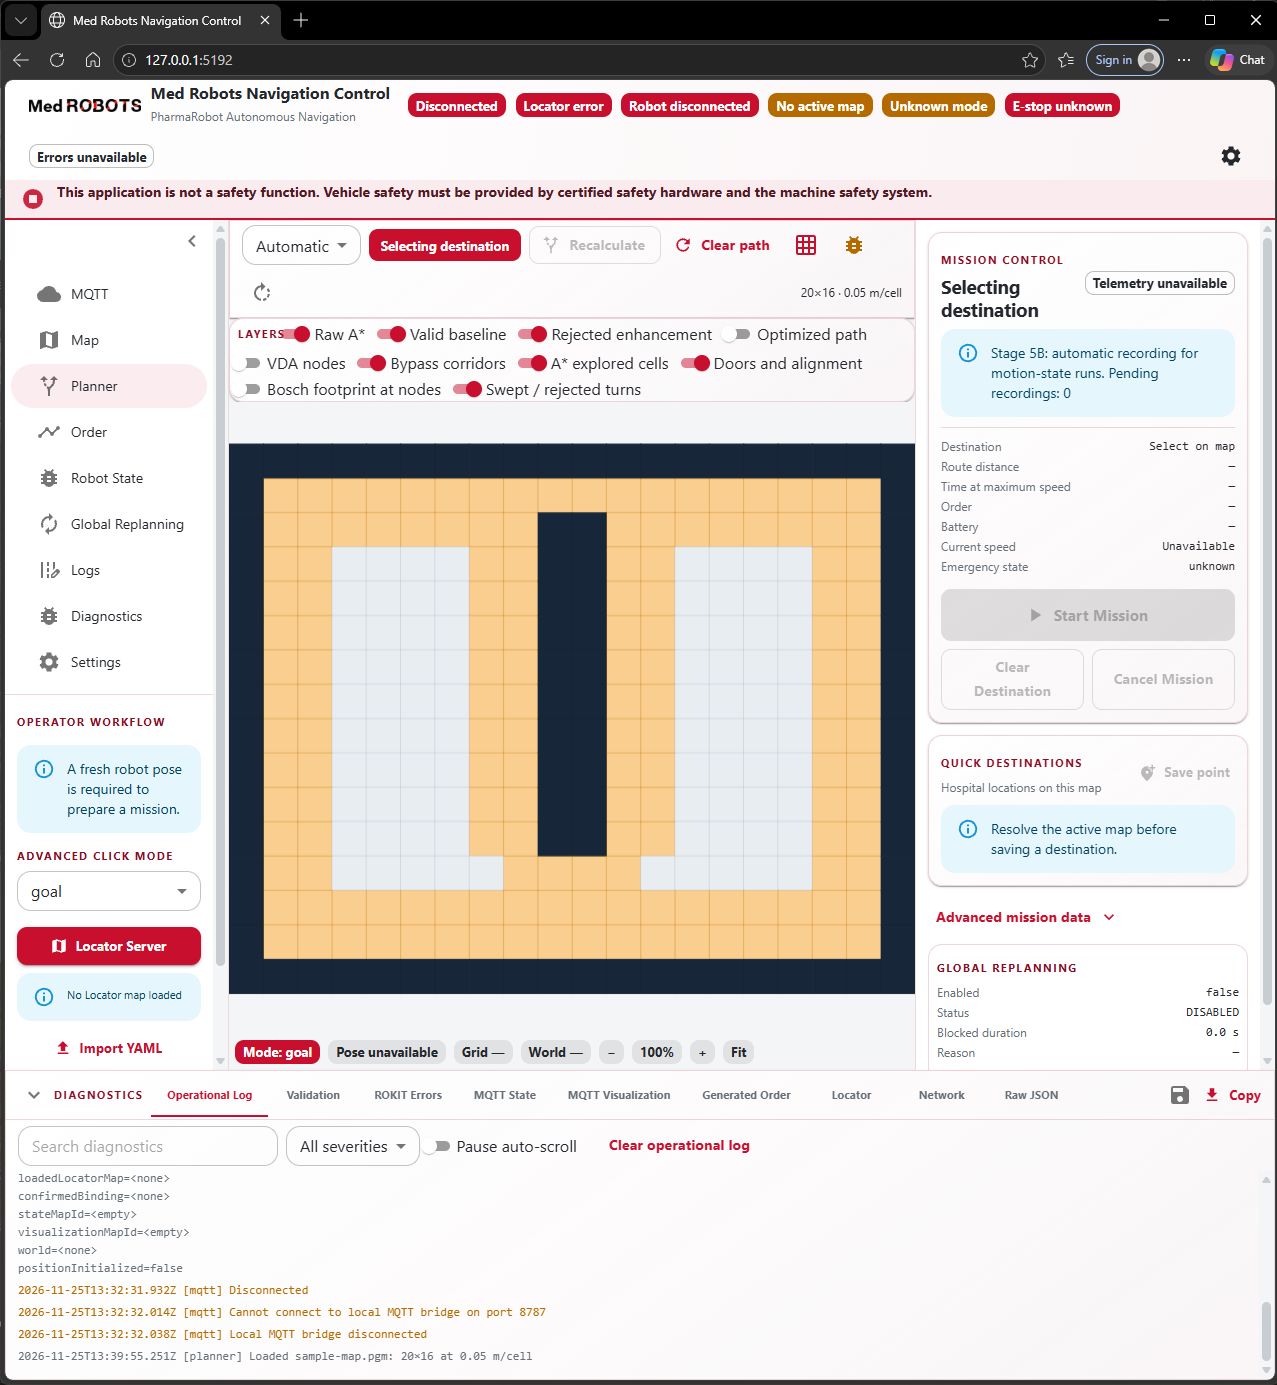 Med Robots Navigation Control
127.0.0.1:5192
Sign in
Chat
Med ROBOTS
Med Robots Navigation Control
PharmaRobot Autonomous Navigation
Disconnected
Locator error
Robot disconnected
No active map
Unknown mode
E-stop unknown
Errors unavailable
This application is not a safety function. Vehicle safety must be provided by certified safety hardware and the machine safety system.
MQTT
Map
Planner
Order
Robot State
Global Replanning
Logs
Diagnostics
Settings
OPERATOR WORKFLOW
A fresh robot pose
is required to
prepare a mission.
ADVANCED CLICK MODE
goal
Locator Server
No Locator map loaded
Import YAML
Automatic
Selecting destination
Recalculate
Clear path
20×16 · 0.05 m/cell
LAYERS
Raw A*
Valid baseline
Rejected enhancement
Optimized path
VDA nodes
Bypass corridors
A* explored cells
Doors and alignment
Bosch footprint at nodes
Swept / rejected turns
Mode: goal
Pose unavailable
Grid —
World —
−
100%
+
Fit
MISSION CONTROL
Selecting
destination
Telemetry unavailable
Stage 5B: automatic recording for
motion-state runs. Pending
recordings: 0
Destination Select on map
Route distance —
Time at maximum speed —
Order —
Battery —
Current speed Unavailable
Emergency state unknown
Start Mission
Clear
Destination
Cancel Mission
QUICK DESTINATIONS
Hospital locations on this map
Save point
Resolve the active map before
saving a destination.
Advanced mission data
GLOBAL REPLANNING
Enabled false
Status DISABLED
Blocked duration 0.0 s
Reason —
DIAGNOSTICS
Operational Log
Validation
ROKIT Errors
MQTT State
MQTT Visualization
Generated Order
Locator
Network
Raw JSON
Copy
Search diagnostics
All severities
Pause auto-scroll
Clear operational log
loadedLocatorMap=<none>
confirmedBinding=<none>
stateMapId=<empty>
visualizationMapId=<empty>
world=<none>
positionInitialized=false
2026-11-25T13:32:31.932Z [mqtt] Disconnected
2026-11-25T13:32:32.014Z [mqtt] Cannot connect to local MQTT bridge on port 8787
2026-11-25T13:32:32.038Z [mqtt] Local MQTT bridge disconnected
2026-11-25T13:39:55.251Z [planner] Loaded sample-map.pgm: 20×16 at 0.05 m/cell